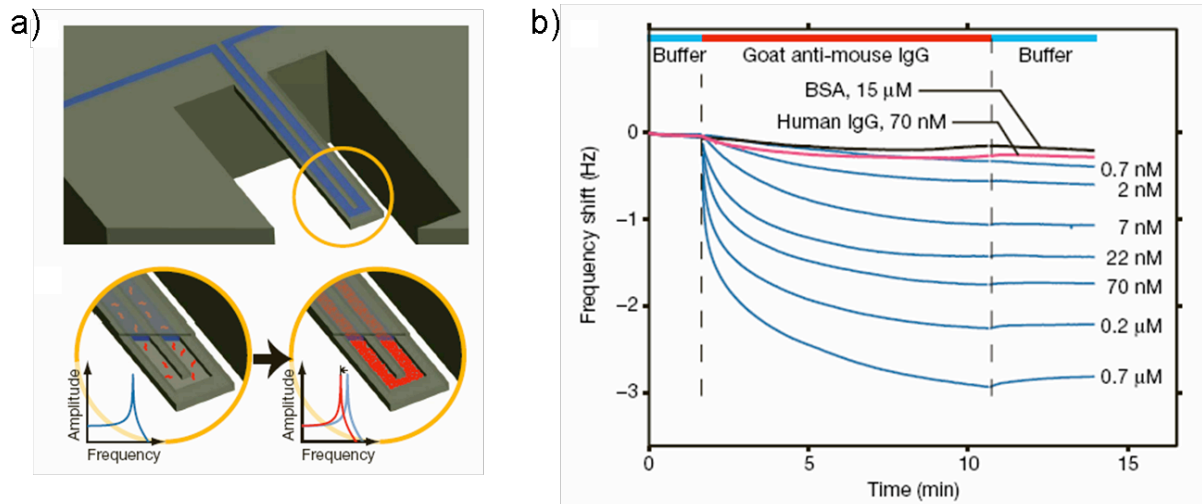 a)
Amplitude
Frequency
Amplitude
Frequency
b)
Buffer Goat anti-mouse IgG Buffer
BSA, 15 μM
Human IgG, 70 nM
0
−1
−2
−3
Frequency shift (Hz)
0.7 nM
2 nM
7 nM
22 nM
70 nM
0.2 μM
0.7 μM
0 5 10 15
Time (min)